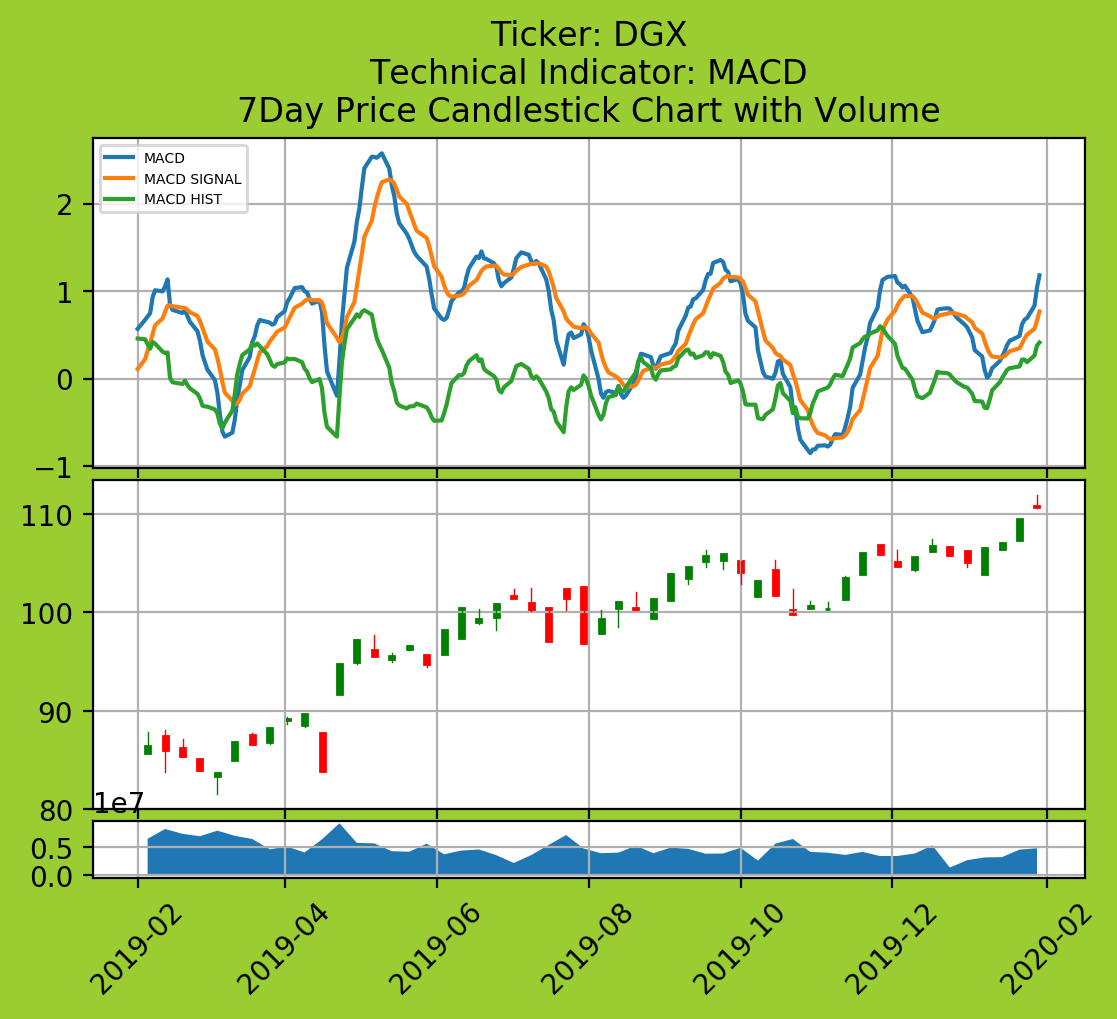 Ticker: DGX
Technical Indicator: MACD
7Day Price Candlestick Chart with Volume
MACD
MACD SIGNAL
MACD HIST
2
1
0
−1
110
100
90
80
1e7
0.5
0.0
2019-02
2019-04
2019-06
2019-08
2019-10
2019-12
2020-02